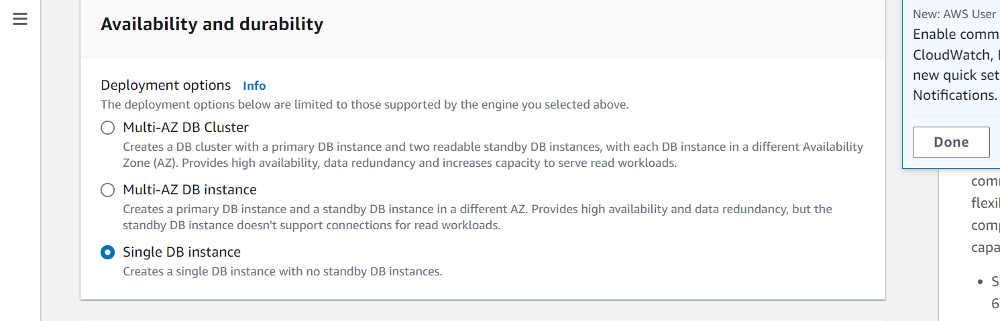 Availability and durability
Deployment options Info
The deployment options below are limited to those supported by the engine you selected above.
Multi-AZ DB Cluster
Creates a DB cluster with a primary DB instance and two readable standby DB instances, with each DB instance in a different Availability
Zone (AZ). Provides high availability, data redundancy and increases capacity to serve read workloads.
Multi-AZ DB instance
Creates a primary DB instance and a standby DB instance in a different AZ. Provides high availability and data redundancy, but the
standby DB instance doesn't support connections for read workloads.
Single DB instance
Creates a single DB instance with no standby DB instances.
New: AWS User
Enable comm
CloudWatch,
new quick set
Notifications.
Done
com
flexi
com
capa
• S
6